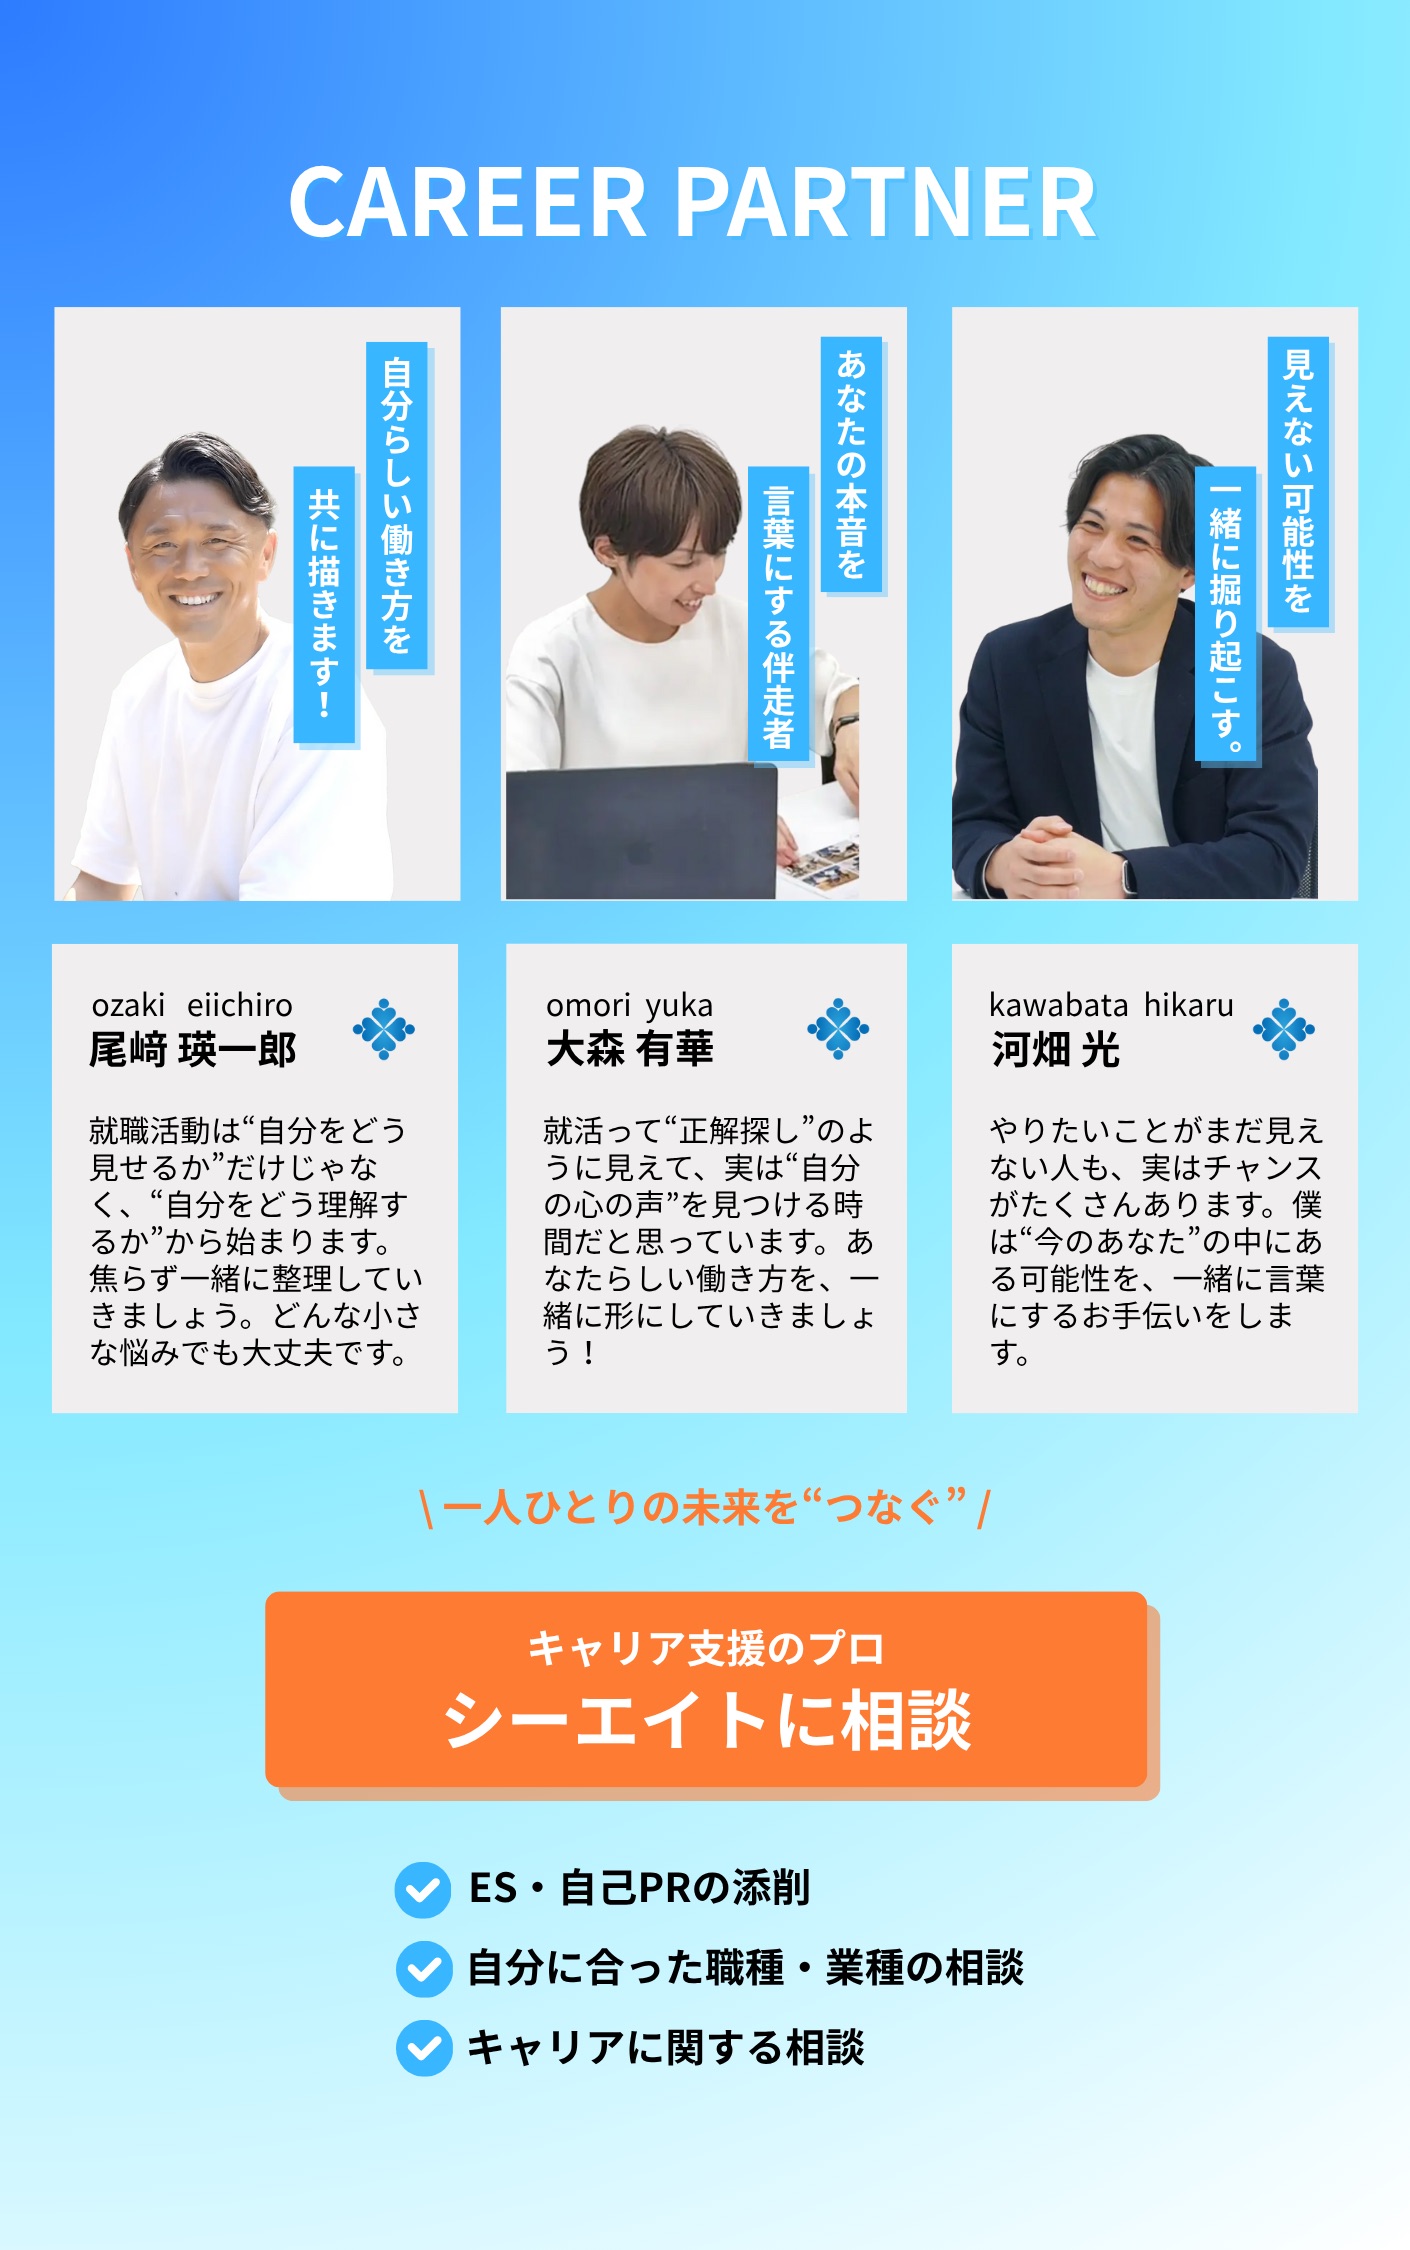 CAREER PARTNER
自分らしい働き方を
共に描きます！
あなたの本音を
言葉にする伴走者
見えない可能性を
一緒に掘り起こす。
ozaki eiichiro
尾﨑 瑛一郎
就職活動は“自分をどう
見せるか”だけじゃな
く、“自分をどう理解す
るか”から始まります。
焦らず一緒に整理してい
きましょう。どんな小さ
な悩みでも大丈夫です。
omori yuka
大森 有華
就活って“正解探し”のよ
うに見えて、実は“自分
の心の声”を見つける時
間だと思っています。あ
なたらしい働き方を、一
緒に形にしていきましょ
う！
kawabata hikaru
河畑 光
やりたいことがまだ見え
ない人も、実はチャンス
がたくさんあります。僕
は“今のあなた”の中にあ
る可能性を、一緒に言葉
にするお手伝いをしま
す。
\ 一人ひとりの未来を“つなぐ” /
キャリア支援のプロ
シーエイトに相談
ES・自己PRの添削
自分に合った職種・業種の相談
キャリアに関する相談